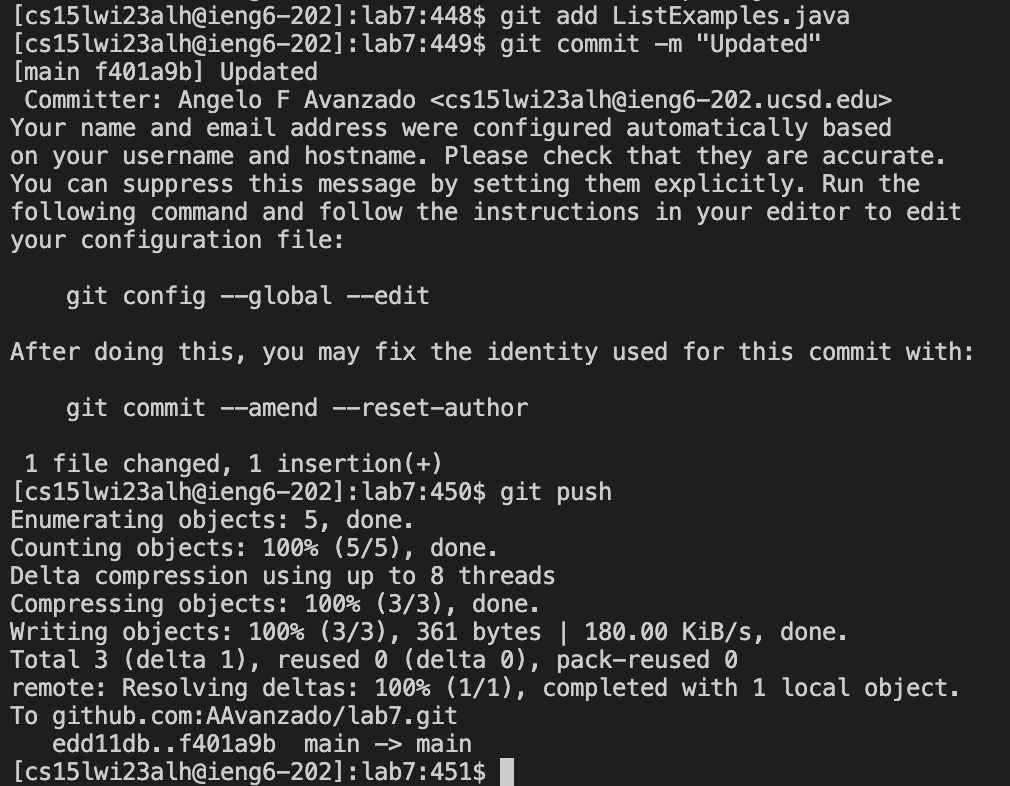 [cs15lwi23alh@ieng6-202]:lab7:448$ git add ListExamples.java
[cs15lwi23alh@ieng6-202]:lab7:449$ git commit -m "Updated"
[main f401a9b] Updated
 Committer: Angelo F Avanzado <cs15lwi23alh@ieng6-202.ucsd.edu>
Your name and email address were configured automatically based
on your username and hostname. Please check that they are accurate.
You can suppress this message by setting them explicitly. Run the
following command and follow the instructions in your editor to edit
your configuration file:

    git config --global --edit

After doing this, you may fix the identity used for this commit with:

    git commit --amend --reset-author

 1 file changed, 1 insertion(+)
[cs15lwi23alh@ieng6-202]:lab7:450$ git push
Enumerating objects: 5, done.
Counting objects: 100% (5/5), done.
Delta compression using up to 8 threads
Compressing objects: 100% (3/3), done.
Writing objects: 100% (3/3), 361 bytes | 180.00 KiB/s, done.
Total 3 (delta 1), reused 0 (delta 0), pack-reused 0
remote: Resolving deltas: 100% (1/1), completed with 1 local object.
To github.com:AAvanzado/lab7.git
   edd11db..f401a9b  main -> main
[cs15lwi23alh@ieng6-202]:lab7:451$